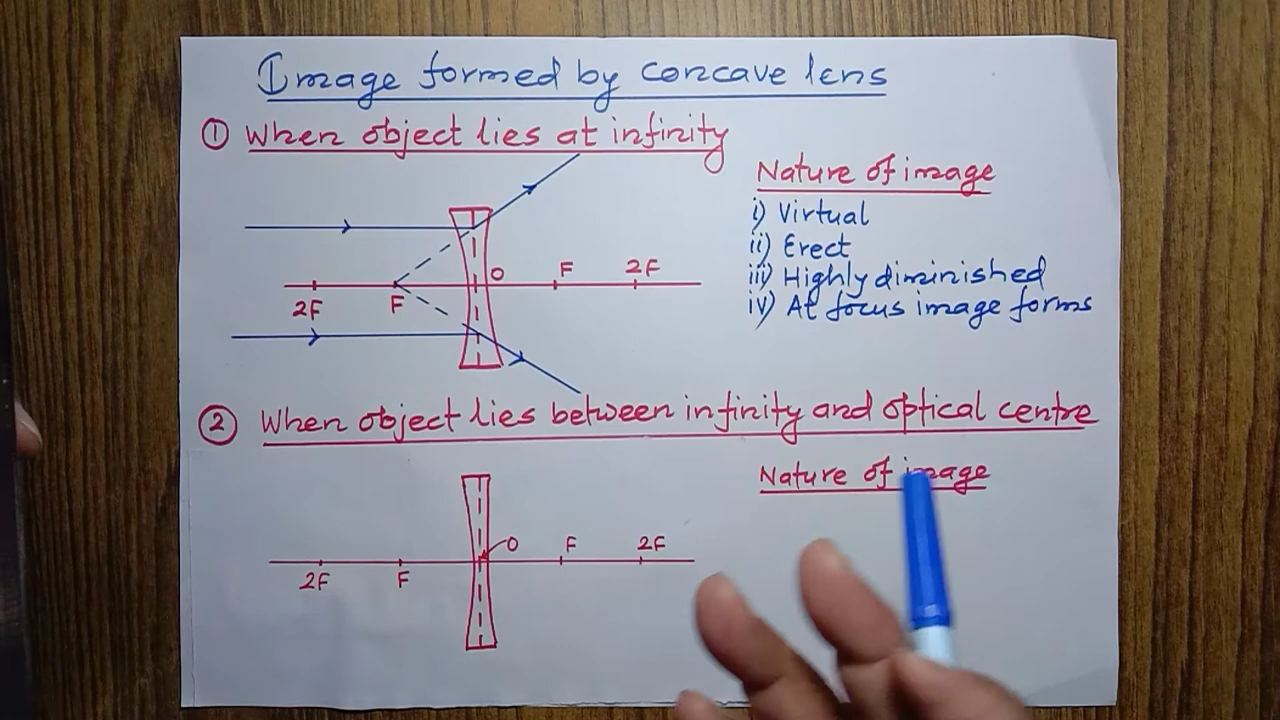 Image formed by concave lens
① When object lies at infinity
Nature of image
i) Virtual
ii) Erect
iii) Highly diminished
iv) At focus image forms
O F 2F
2F F
② When object lies between infinity and optical centre
Nature of image
O F 2F
2F F